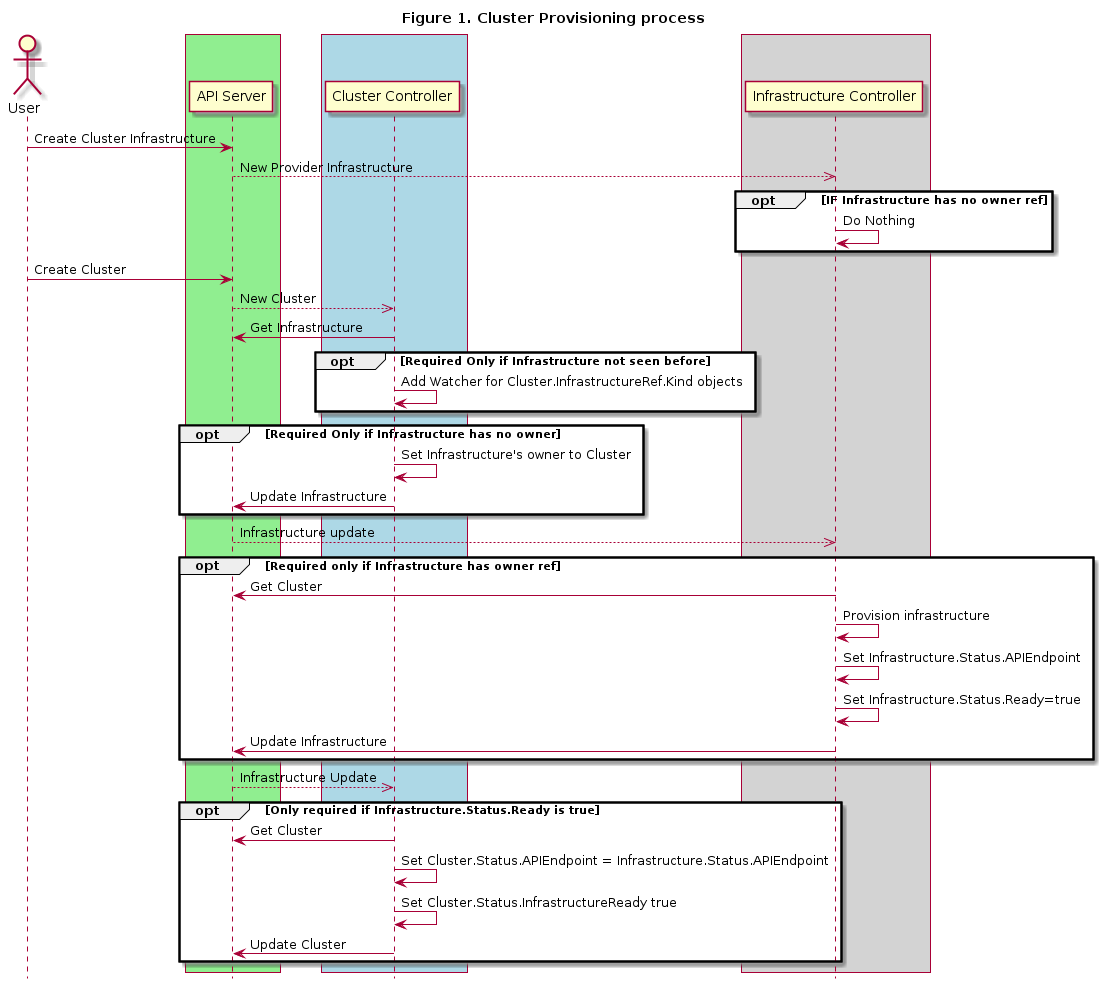 Figure 1. Cluster Provisioning process
User
API Server
Cluster Controller
Infrastructure Controller
Create Cluster Infrastructure
New Provider Infrastructure
opt
[IF Infrastructure has no owner ref]
Do Nothing
Create Cluster
New Cluster
Get Infrastructure
opt
[Required Only if Infrastructure not seen before]
Add Watcher for Cluster.InfrastructureRef.Kind objects
opt
[Required Only if Infrastructure has no owner]
Set Infrastructure's owner to Cluster
Update Infrastructure
Infrastructure update
opt
[Required only if Infrastructure has owner ref]
Get Cluster
Provision infrastructure
Set Infrastructure.Status.APIEndpoint
Set Infrastructure.Status.Ready=true
Update Infrastructure
Infrastructure Update
opt
[Only required if Infrastructure.Status.Ready is true]
Get Cluster
Set Cluster.Status.APIEndpoint = Infrastructure.Status.APIEndpoint
Set Cluster.Status.InfrastructureReady true
Update Cluster